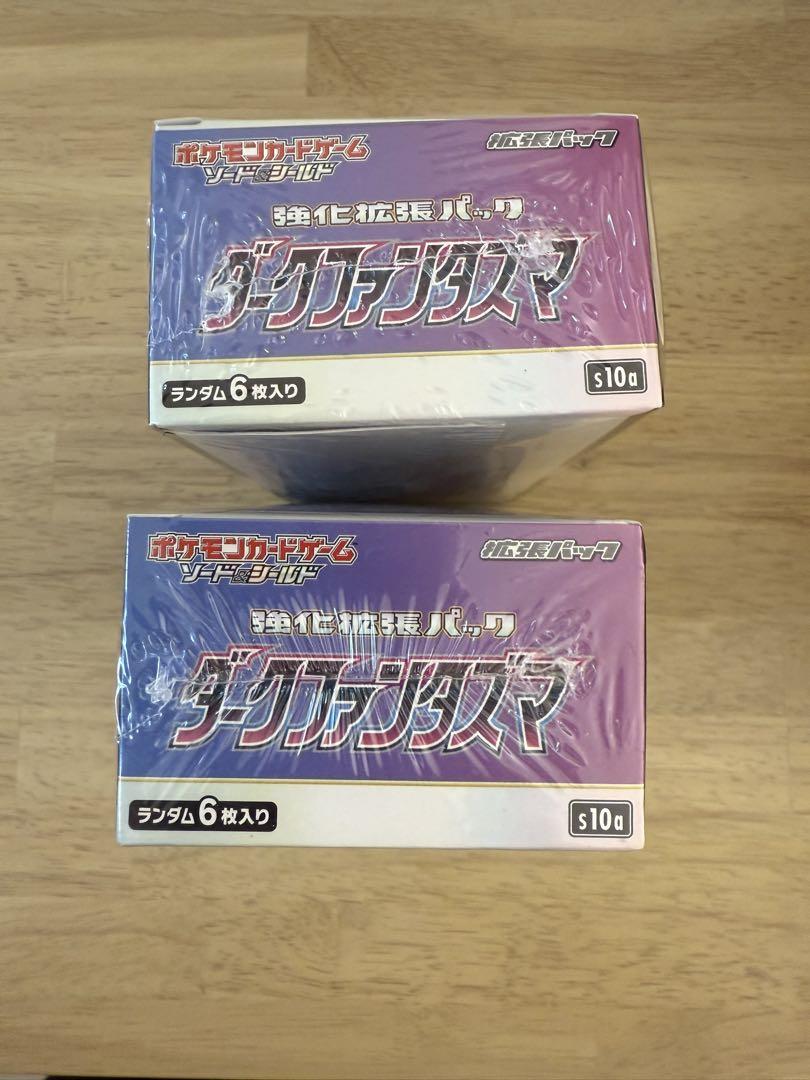 ポケモンカードゲーム
ソード&シールド
拡張パック
強化拡張パック
ダークファンタズマ
ランダム6枚入り
s10a
ポケモンカードゲーム
ソード&シールド
拡張パック
強化拡張パック
ダークファンタズマ
ランダム6枚入り
s10a